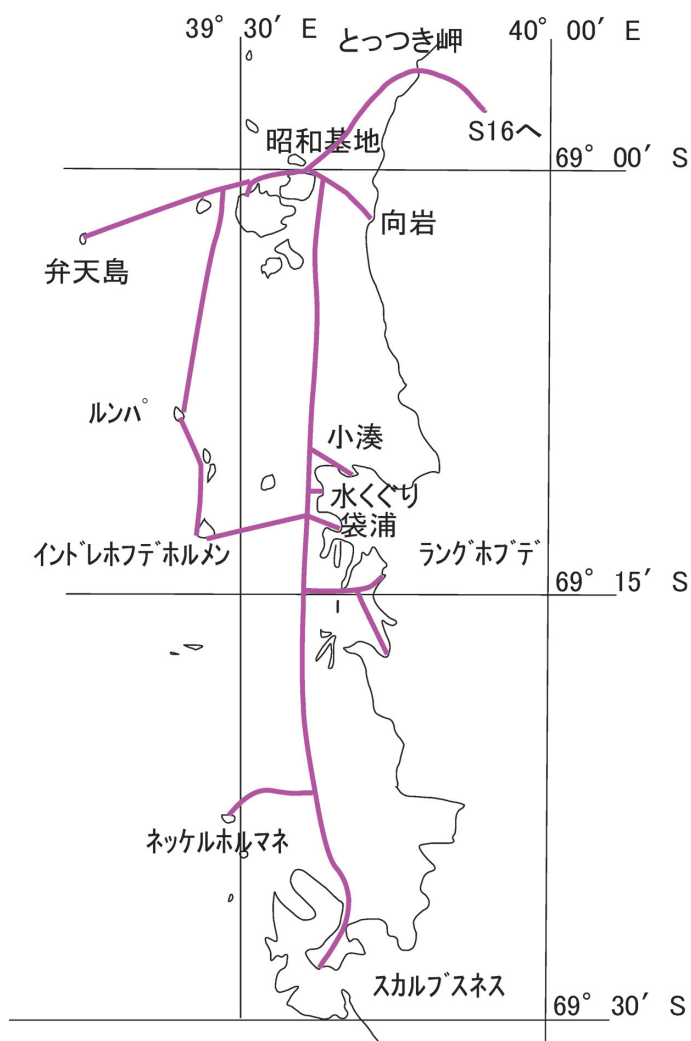 39° 30′ E
40° 00′ E
とっつき岬
S16へ
昭和基地
69° 00′ S
向岩
弁天島
ルンパ
小湊
水くぐり
袋浦
インドレホフデホルメン
ラングホブデ
69° 15′ S
ネッケルホルマネ
スカルブスネス
69° 30′ S